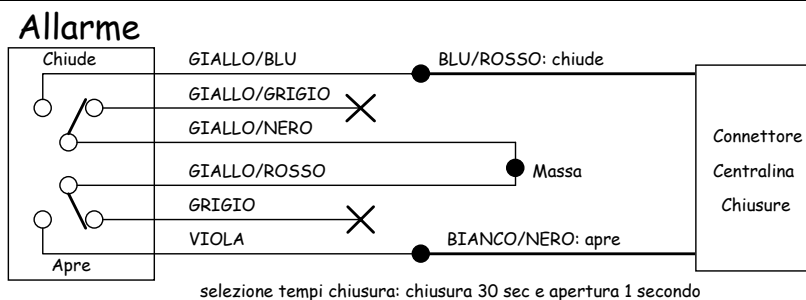 Allarme
Chiude
GIALLO/BLU
BLU/ROSSO: chiude
GIALLO/GRIGIO
GIALLO/NERO
Connettore
GIALLO/ROSSO
Massa
Centralina
GRIGIO
Chiusure
VIOLA
BIANCO/NERO: apre
Apre
selezione tempi chiusura: chiusura 30 sec e apertura 1 secondo